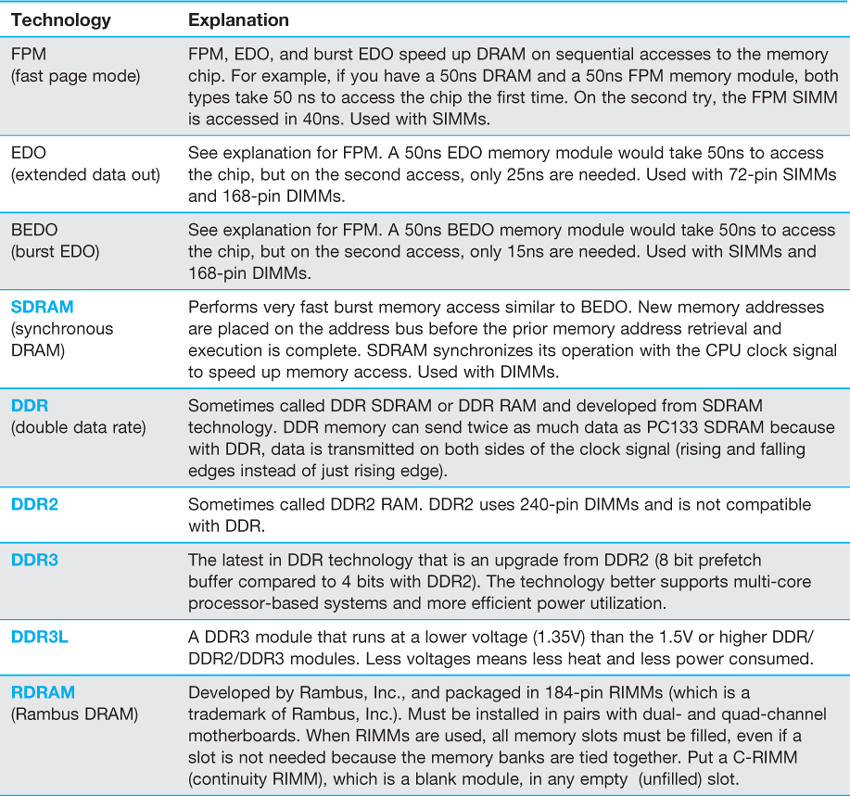 Technology Explanation
FPM
(fast page mode)
FPM, EDO, and burst EDO speed up DRAM on sequential accesses to the memory
chip. For example, if you have a 50ns DRAM and a 50ns FPM memory module, both
types take 50 ns to access the chip the first time. On the second try, the FPM SIMM
is accessed in 40ns. Used with SIMMs.
EDO
(extended data out)
See explanation for FPM. A 50ns EDO memory module would take 50ns to access
the chip, but on the second access, only 25ns are needed. Used with 72-pin SIMMs
and 168-pin DIMMs.
BEDO
(burst EDO)
See explanation for FPM. A 50ns BEDO memory module would take 50ns to access
the chip, but on the second access, only 15ns are needed. Used with SIMMs and
168-pin DIMMs.
SDRAM
(synchronous
DRAM)
Performs very fast burst memory access similar to BEDO. New memory addresses
are placed on the address bus before the prior memory address retrieval and
execution is complete. SDRAM synchronizes its operation with the CPU clock signal
to speed up memory access. Used with DIMMs.
DDR
(double data rate)
Sometimes called DDR SDRAM or DDR RAM and developed from SDRAM
technology. DDR memory can send twice as much data as PC133 SDRAM because
with DDR, data is transmitted on both sides of the clock signal (rising and falling
edges instead of just rising edge).
DDR2
Sometimes called DDR2 RAM. DDR2 uses 240-pin DIMMs and is not compatible
with DDR.
DDR3
The latest in DDR technology that is an upgrade from DDR2 (8 bit prefetch
buffer compared to 4 bits with DDR2). The technology better supports multi-core
processor-based systems and more efficient power utilization.
DDR3L
A DDR3 module that runs at a lower voltage (1.35V) than the 1.5V or higher DDR/
DDR2/DDR3 modules. Less voltages means less heat and less power consumed.
RDRAM
(Rambus DRAM)
Developed by Rambus, Inc., and packaged in 184-pin RIMMs (which is a
trademark of Rambus, Inc.). Must be installed in pairs with dual- and quad-channel
motherboards. When RIMMs are used, all memory slots must be filled, even if a
slot is not needed because the memory banks are tied together. Put a C-RIMM
(continuity RIMM), which is a blank module, in any empty (unfilled) slot.